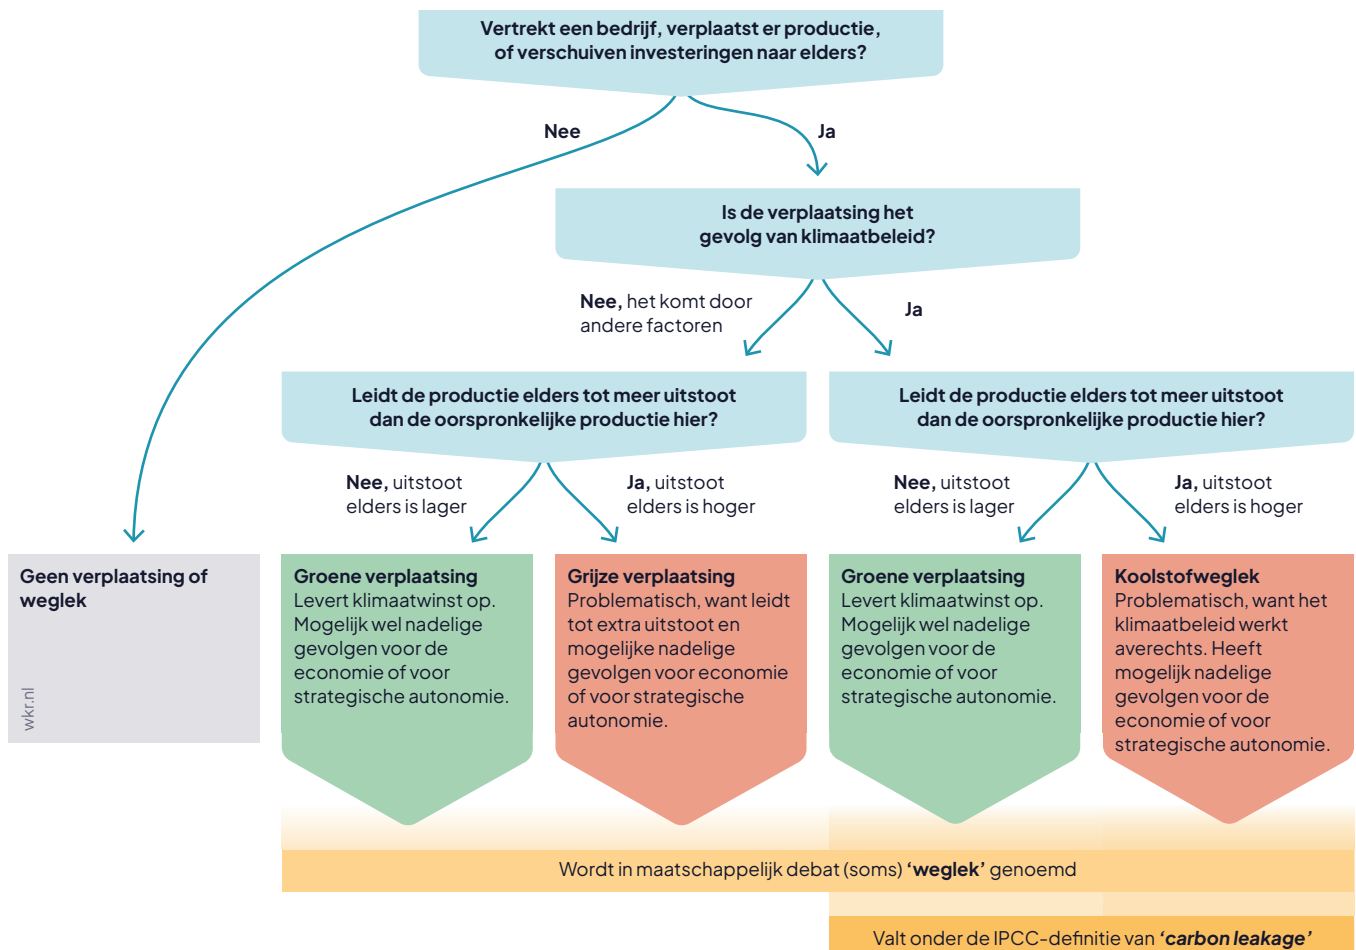 Vertrekt een bedrijf, verplaatst er productie,
of verschuiven investeringen naar elders?
Nee
Ja
Is de verplaatsing het
gevolg van klimaatbeleid?
Nee, het komt door
andere factoren
Ja
Leidt de productie elders tot meer uitstoot
dan de oorspronkelijke productie hier?
Leidt de productie elders tot meer uitstoot
dan de oorspronkelijke productie hier?
Nee, uitstoot
elders is lager
Ja, uitstoot
elders is hoger
Nee, uitstoot
elders is lager
Ja, uitstoot
elders is hoger
Geen verplaatsing of
weglek
wkr.nl
Groene verplaatsing
Levert klimaatwinst op.
Mogelijk wel nadelige
gevolgen voor de
economie of voor
strategische autonomie.
Grijze verplaatsing
Problematisch, want leidt
tot extra uitstoot en
mogelijke nadelige
gevolgen voor economie
of voor strategische
autonomie.
Groene verplaatsing
Levert klimaatwinst op.
Mogelijk wel nadelige
gevolgen voor de
economie of voor
strategische autonomie.
Koolstofweglek
Problematisch, want het
klimaatbeleid werkt
averechts. Heeft
mogelijk nadelige
gevolgen voor de
economie of voor
strategische autonomie.
Wordt in maatschappelijk debat (soms) ‘weglek’ genoemd
Valt onder de IPCC-definitie van ‘carbon leakage’